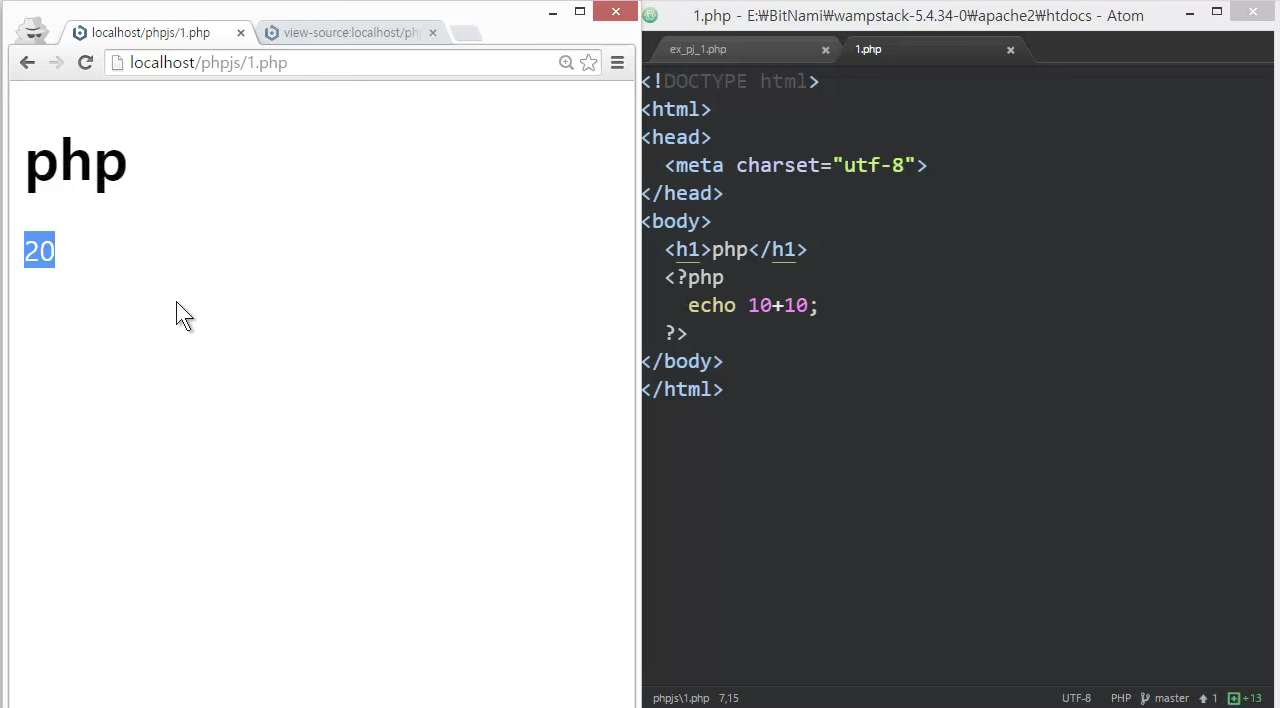 localhost/phpjs/1.php
view-source:localhost/ph
localhost/phpjs/1.php
php
20
1.php - E:₩BitNami₩wampstack-5.4.34-0₩apache2₩htdocs - Atom
ex_pj_1.php
1.php
<!DOCTYPE html>
<html>
<head>
<meta charset="utf-8">
</head>
<body>
<h1>php</h1>
<?php
echo 10+10;
?>
</body>
</html>
phpjs\1.php 7,15
UTF-8 PHP master 1 +13